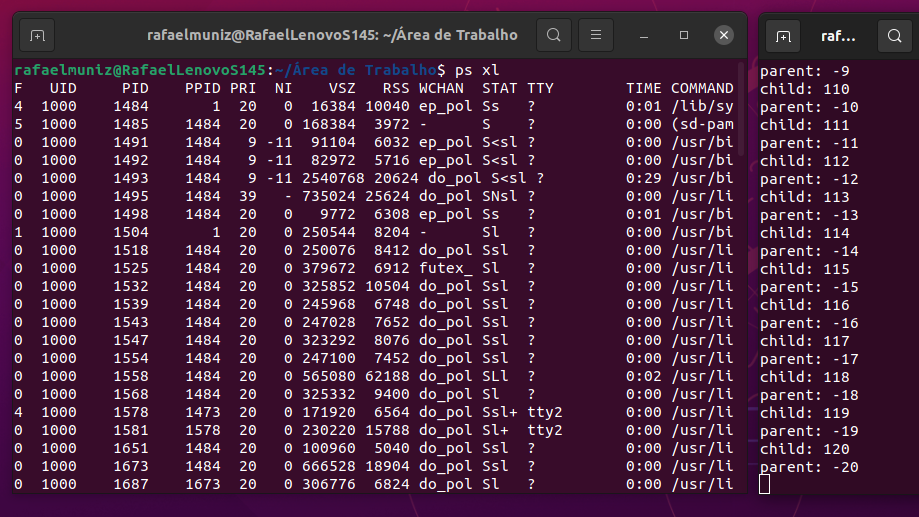 rafaelmuniz@RafaelLenovoS145: ~/Área de Trabalho
rafaelmuniz@RafaelLenovoS145:~/Área de Trabalho$ ps xl
F   UID     PID    PPID PRI  NI    VSZ   RSS WCHAN  STAT TTY        TIME COMMAND
4  1000    1484       1  20   0  16384 10040 ep_pol Ss   ?          0:01 /lib/sy
5  1000    1485    1484  20   0 168384  3972 -      S    ?          0:00 (sd-pam
0  1000    1491    1484   9 -11  91104  6032 ep_pol S<sl ?          0:00 /usr/bi
0  1000    1492    1484   9 -11  82972  5716 ep_pol S<sl ?          0:00 /usr/bi
0  1000    1493    1484   9 -11 2540768 20624 do_pol S<sl ?         0:29 /usr/bi
0  1000    1495    1484  39   - 735024 25624 do_pol SNsl ?          0:00 /usr/li
0  1000    1498    1484  20   0   9772  6308 ep_pol Ss   ?          0:01 /usr/bi
1  1000    1504       1  20   0 250544  8204 -      Sl   ?          0:00 /usr/bi
0  1000    1518    1484  20   0 250076  8412 do_pol Ssl  ?          0:00 /usr/li
0  1000    1525    1484  20   0 379672  6912 futex_ Sl   ?          0:00 /usr/li
0  1000    1532    1484  20   0 325852 10504 do_pol Ssl  ?          0:00 /usr/li
0  1000    1539    1484  20   0 245968  6748 do_pol Ssl  ?          0:00 /usr/li
0  1000    1543    1484  20   0 247028  7652 do_pol Ssl  ?          0:00 /usr/li
0  1000    1547    1484  20   0 323292  8076 do_pol Ssl  ?          0:00 /usr/li
0  1000    1554    1484  20   0 247100  7452 do_pol Ssl  ?          0:00 /usr/li
0  1000    1558    1484  20   0 565080 62188 do_pol SLl  ?          0:02 /usr/li
0  1000    1568    1484  20   0 325332  9400 do_pol Sl   ?          0:00 /usr/li
4  1000    1578    1473  20   0 171920  6564 do_pol Ssl+ tty2       0:00 /usr/li
0  1000    1581    1578  20   0 230220 15788 do_pol Sl+  tty2       0:00 /usr/li
0  1000    1651    1484  20   0 100960  5040 do_pol Ssl  ?          0:00 /usr/li
0  1000    1673    1484  20   0 666528 18904 do_pol Ssl  ?          0:00 /usr/li
0  1000    1687    1673  20   0 306776  6824 do_pol Sl   ?          0:00 /usr/li
raf...
parent: -9
child: 110
parent: -10
child: 111
parent: -11
child: 112
parent: -12
child: 113
parent: -13
child: 114
parent: -14
child: 115
parent: -15
child: 116
parent: -16
child: 117
parent: -17
child: 118
parent: -18
child: 119
parent: -19
child: 120
parent: -20